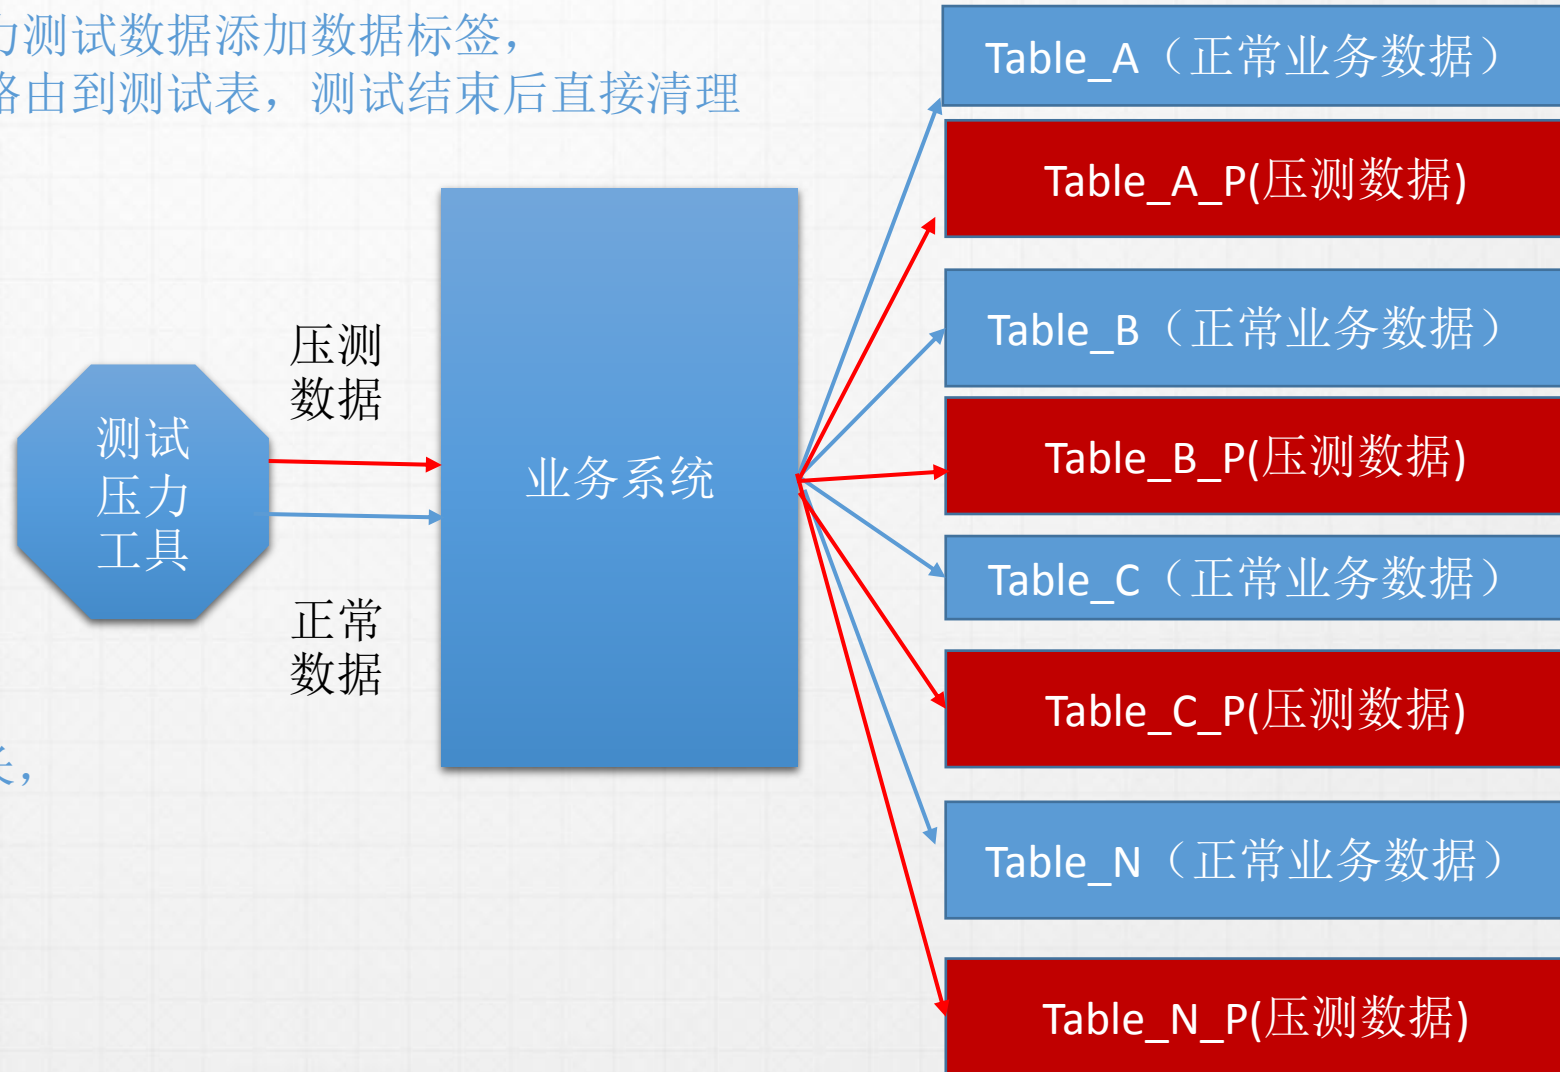 力测试数据添加数据标签，
路由到测试表，测试结束后直接清理
Table_A（正常业务数据）
Table_A_P(压测数据)
Table_B（正常业务数据）
Table_B_P(压测数据)
Table_C（正常业务数据）
Table_C_P(压测数据)
Table_N（正常业务数据）
Table_N_P(压测数据)
压测
数据
测试
压力
工具
业务系统
正常
数据